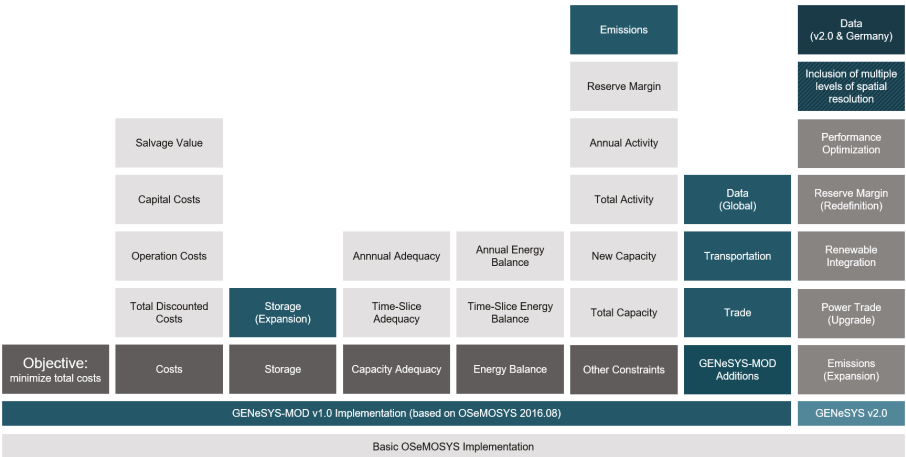 Emissions
Data
(v2.0 & Germany)
Reserve Margin
Inclusion of multiple
levels of spatial
resolution
Salvage Value
Annual Activity
Performance
Optimization
Capital Costs
Total Activity
Data
(Global)
Reserve Margin
(Redefinition)
Operation Costs
Annnual Adequacy
Annual Energy
Balance
New Capacity
Transportation
Renewable
Integration
Total Discounted
Costs
Storage
(Expansion)
Time-Slice
Adequacy
Time-Slice Energy
Balance
Total Capacity
Trade
Power Trade
(Upgrade)
Objective:
minimize total costs
Costs
Storage
Capacity Adequacy
Energy Balance
Other Constraints
GENeSYS-MOD
Additions
Emissions
(Expansion)
GENeSYS-MOD v1.0 Implementation (based on OSeMOSYS 2016.08)
GENeSYS v2.0
Basic OSeMOSYS Implementation